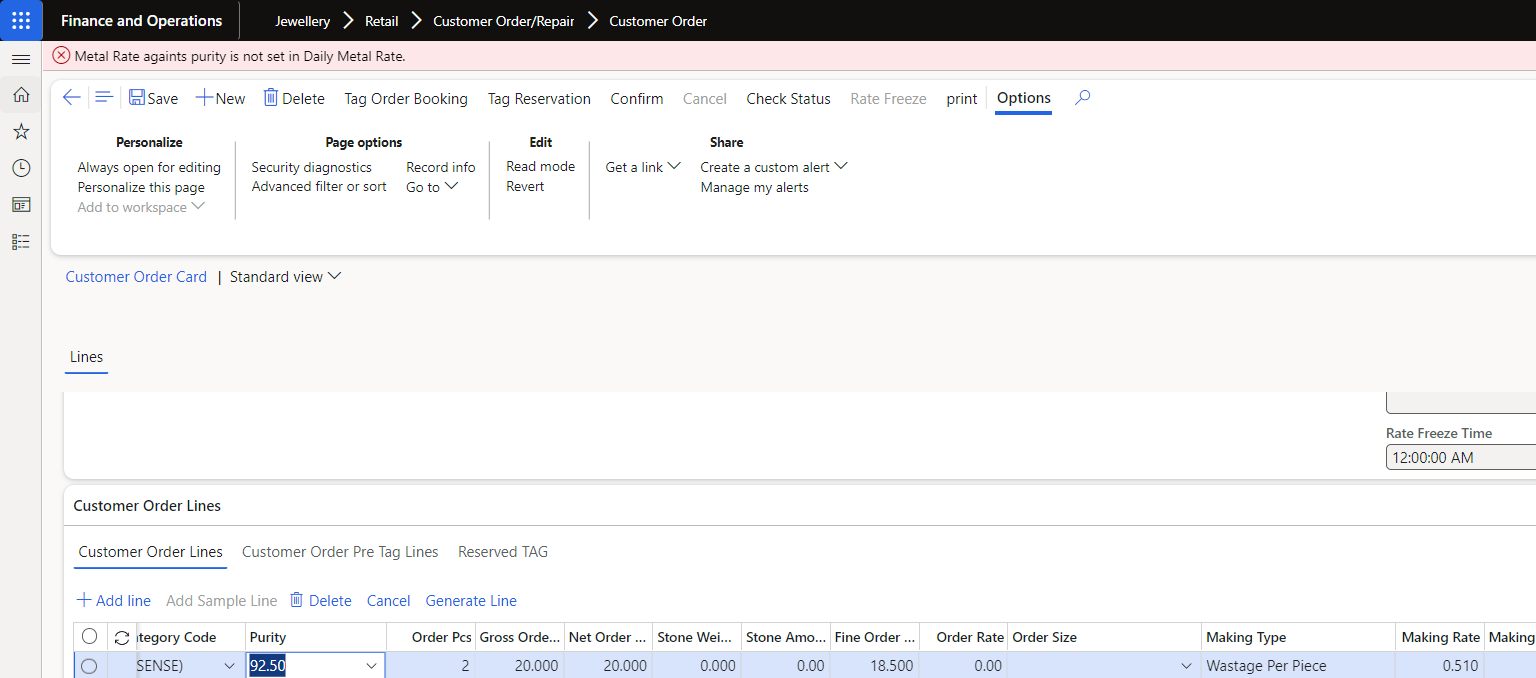 Finance and Operations
Jewellery Retail Customer Order/Repair Customer Order
Metal Rate againts purity is not set in Daily Metal Rate.
Save New Delete Tag Order Booking Tag Reservation Confirm Cancel Check Status Rate Freeze print Options
Personalize
Always open for editing
Personalize this page
Add to workspace
Page options
Security diagnostics Record info
Advanced filter or sort Go to
Edit
Read mode
Revert
Share
Get a link Create a custom alert
Manage my alerts
Customer Order Card | Standard view
Lines
Rate Freeze Time
12:00:00 AM
Customer Order Lines
Customer Order Lines Customer Order Pre Tag Lines Reserved TAG
Add line Add Sample Line Delete Cancel Generate Line
tegory Code Purity Order Pcs Gross Orde... Net Order ... Stone Wei... Stone Amo... Fine Order ... Order Rate Order Size Making Type Making Rate Making
SENSE) 92.50 2 20.000 20.000 0.000 0.00 18.500 0.00 Wastage Per Piece 0.510